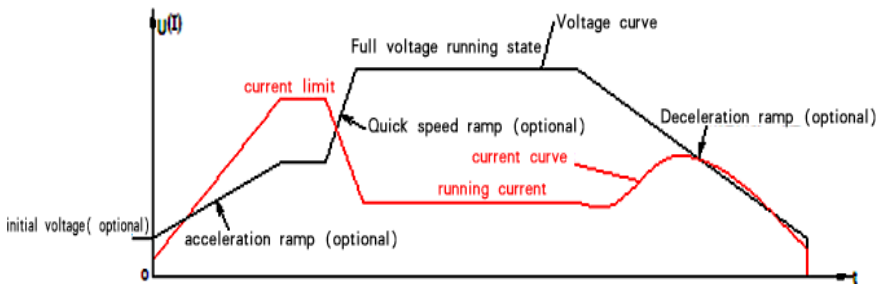 U(I)
Voltage curve
Full voltage running state
current limit
Deceleration ramp (optional)
Quick speed ramp (optional)
current curve
running current
initial voltage( optional)
acceleration ramp (optional)
0
t